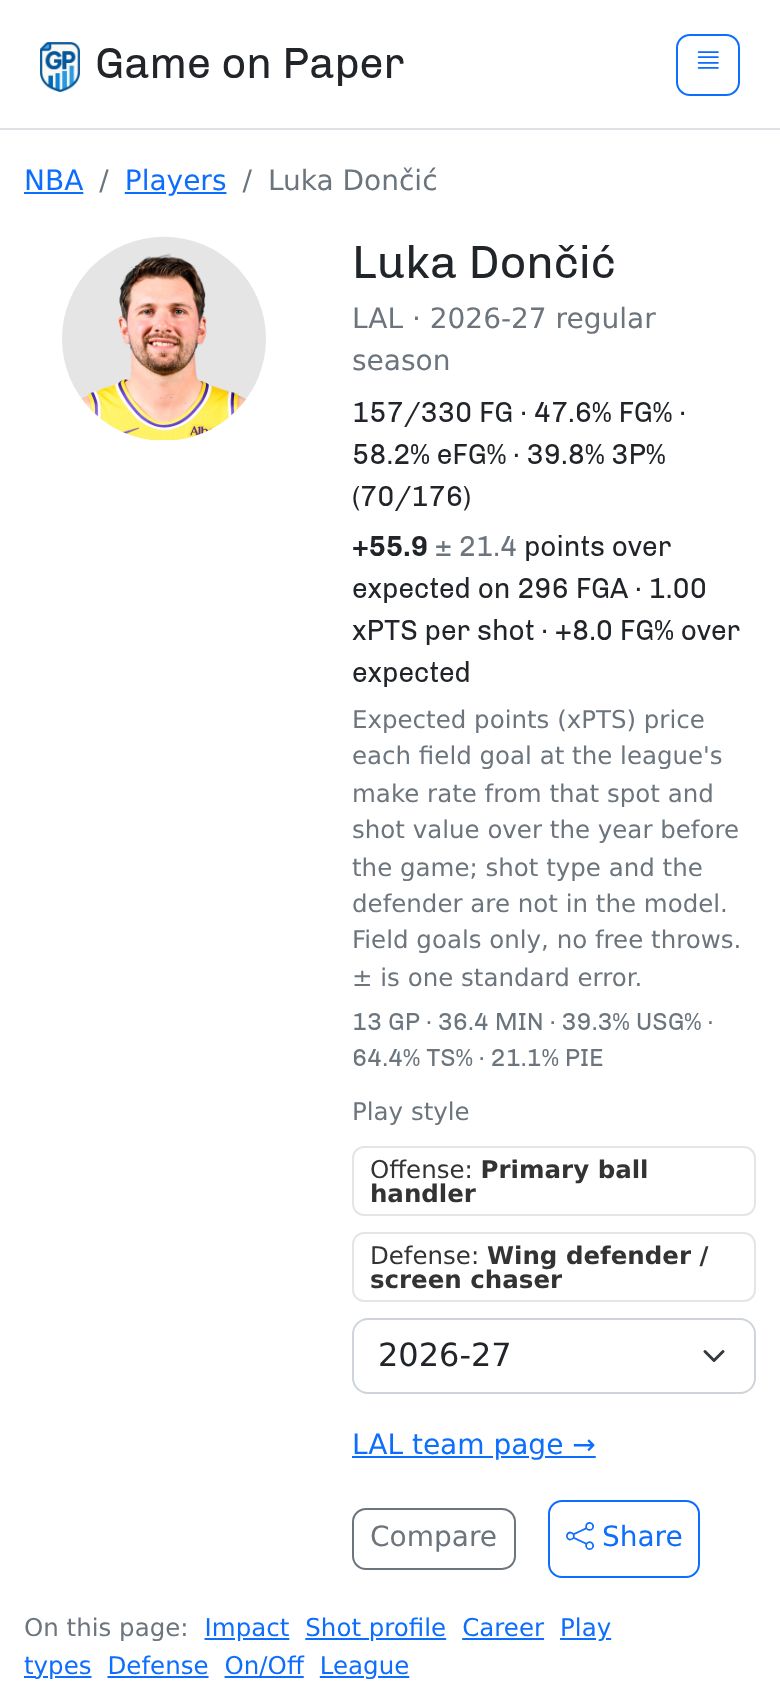 GP Game on Paper
NBA / Players / Luka Dončić
Luka Dončić
LAL · 2026-27 regular
season
157/330 FG · 47.6% FG% ·
58.2% eFG% · 39.8% 3P%
(70/176)
+55.9 ± 21.4 points over
expected on 296 FGA · 1.00
xPTS per shot · +8.0 FG% over
expected
Expected points (xPTS) price
each field goal at the league's
make rate from that spot and
shot value over the year before
the game; shot type and the
defender are not in the model.
Field goals only, no free throws.
± is one standard error.
13 GP · 36.4 MIN · 39.3% USG% ·
64.4% TS% · 21.1% PIE
Play style
Offense: Primary ball
handler
Defense: Wing defender /
screen chaser
2026-27
LAL team page →
Compare Share
On this page: Impact Shot profile Career Play
types Defense On/Off League